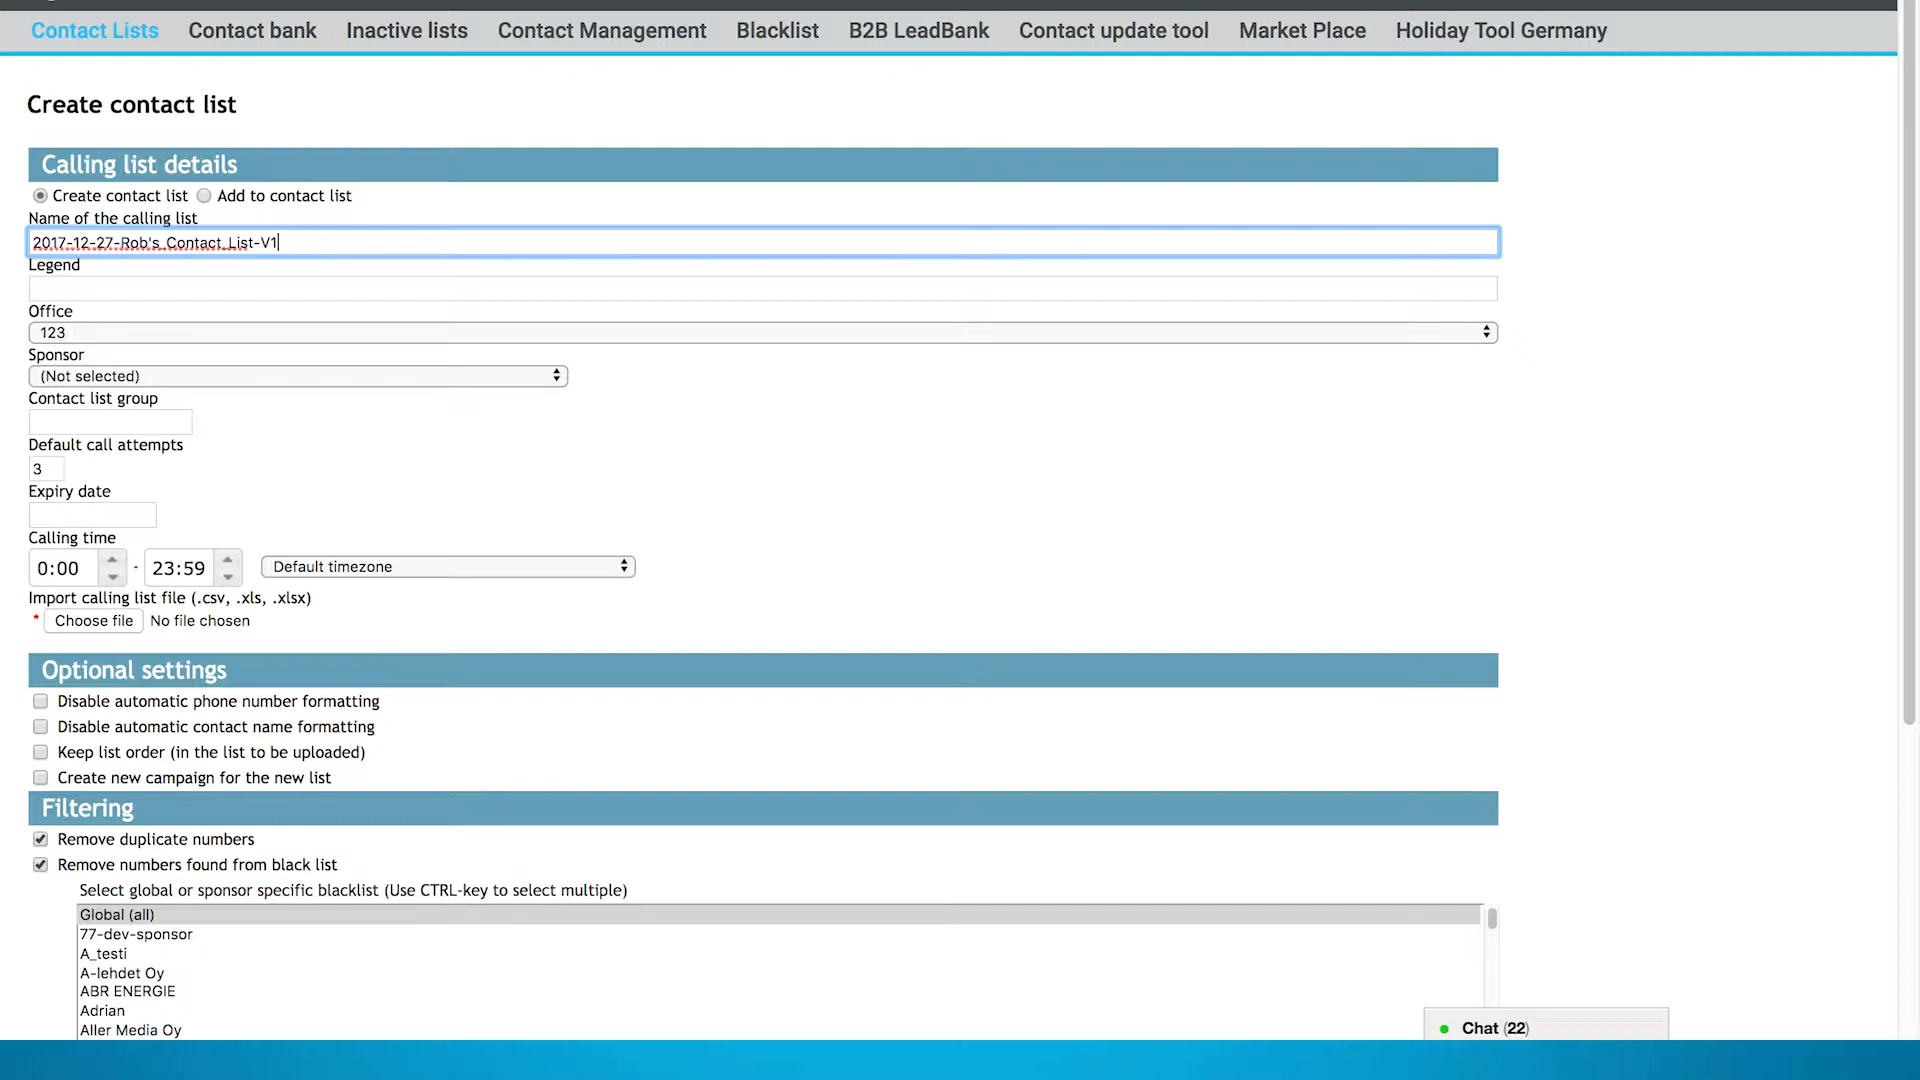 Contact Lists Contact bank Inactive lists Contact Management Blacklist B2B LeadBank Contact update tool Market Place Holiday Tool Germany
Create contact list
Calling list details
Create contact list Add to contact list
Name of the calling list
2017-12-27-Rob's_Contact_List-V1
Legend
Office
123
Sponsor
(Not selected)
Contact list group
Default call attempts
3
Expiry date
Calling time
0:00 - 23:59 Default timezone
Import calling list file (.csv, .xls, .xlsx)
* Choose file No file chosen
Optional settings
Disable automatic phone number formatting
Disable automatic contact name formatting
Keep list order (in the list to be uploaded)
Create new campaign for the new list
Filtering
Remove duplicate numbers
Remove numbers found from black list
Select global or sponsor specific blacklist (Use CTRL-key to select multiple)
Global (all)
77-dev-sponsor
A_testi
A-lehdet Oy
ABR ENERGIE
Adrian
Aller Media Oy
Chat (22)